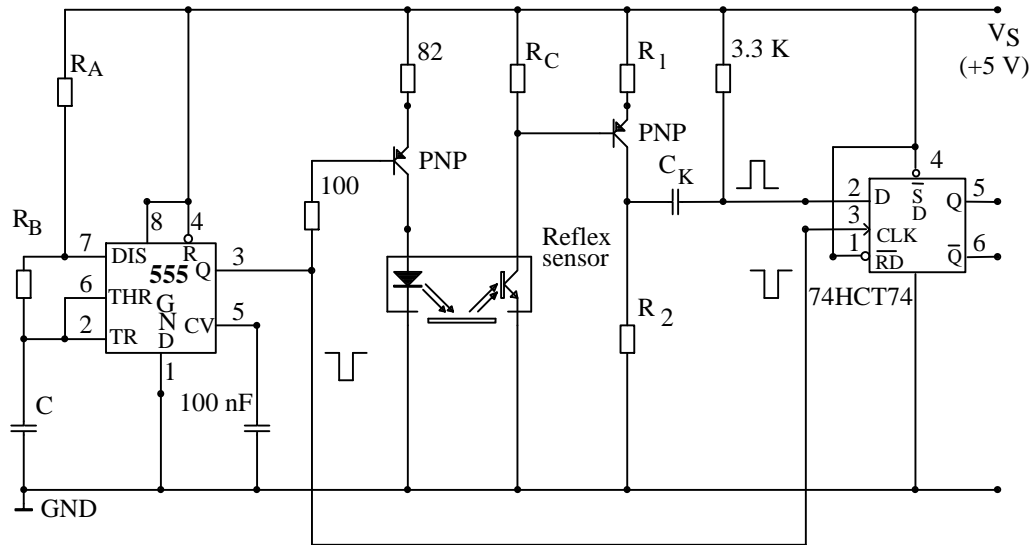 V_S
(+5 V)
R_A
82
R_C
R_1
3.3 K
PNP
PNP
100
C_K
4
2
D
S̅
D
Q
5
3
CLK
1
R̅D̅
Q̅
6
74HCT74
R_B
8
4
7
DIS
R
Q
3
555
6
THR
G
N
D
2
TR
CV
5
1
Reflex
sensor
R_2
C
100 nF
GND